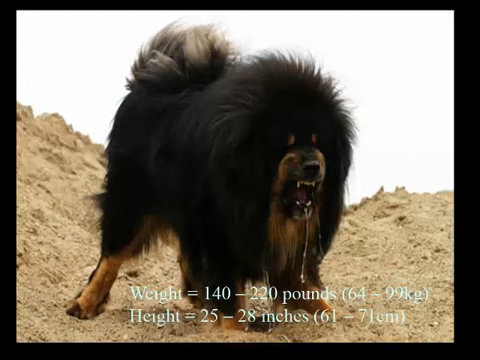 Weight = 140 – 220 pounds (64 – 99kg)
Height = 25 – 28 inches (61 – 71cm)